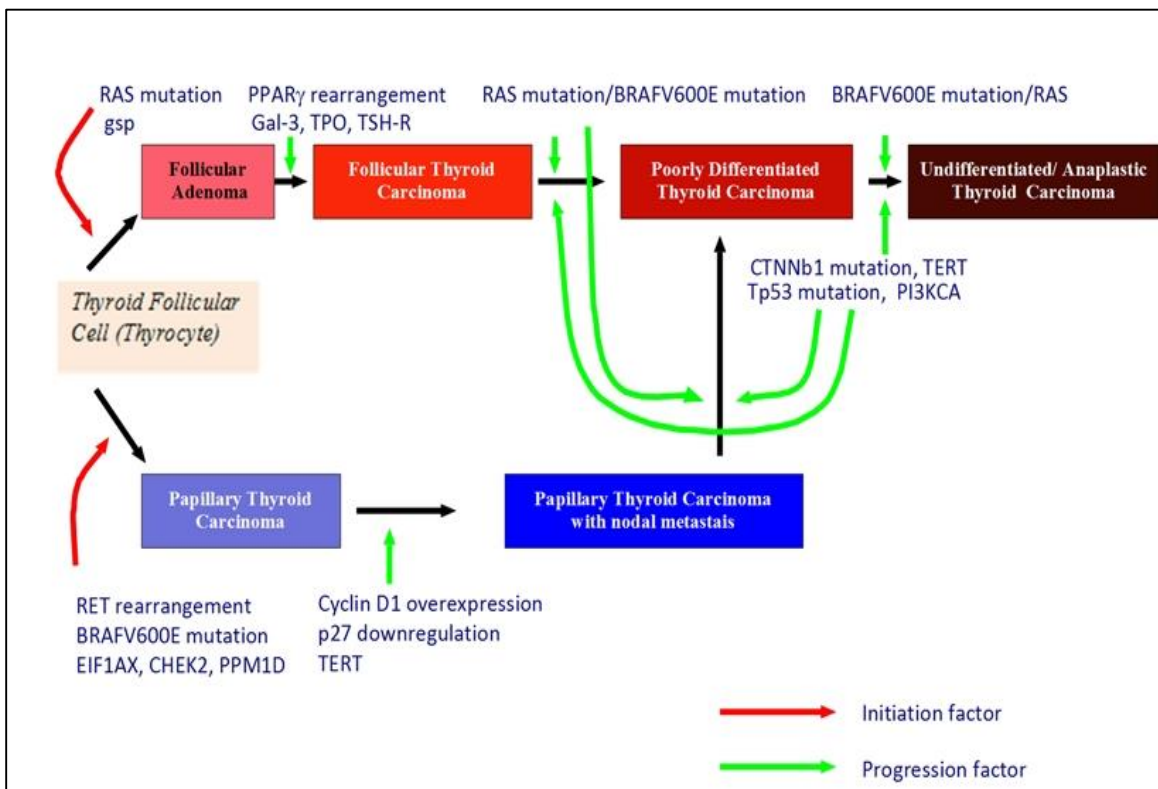 RAS mutation
gsp
PPARγ rearrangement
Gal-3, TPO, TSH-R
RAS mutation/BRAFV600E mutation
BRAFV600E mutation/RAS
Follicular
Adenoma
Follicular Thyroid
Carcinoma
Poorly Differentiated
Thyroid Carcinoma
Undifferentiated/ Anaplastic
Thyroid Carcinoma
CTNNb1 mutation, TERT
Tp53 mutation, PI3KCA
Thyroid Follicular
Cell (Thyrocyte)
Papillary Thyroid
Carcinoma
Papillary Thyroid Carcinoma
with nodal metastais
RET rearrangement
BRAFV600E mutation
EIF1AX, CHEK2, PPM1D
Cyclin D1 overexpression
p27 downregulation
TERT
Initiation factor
Progression factor